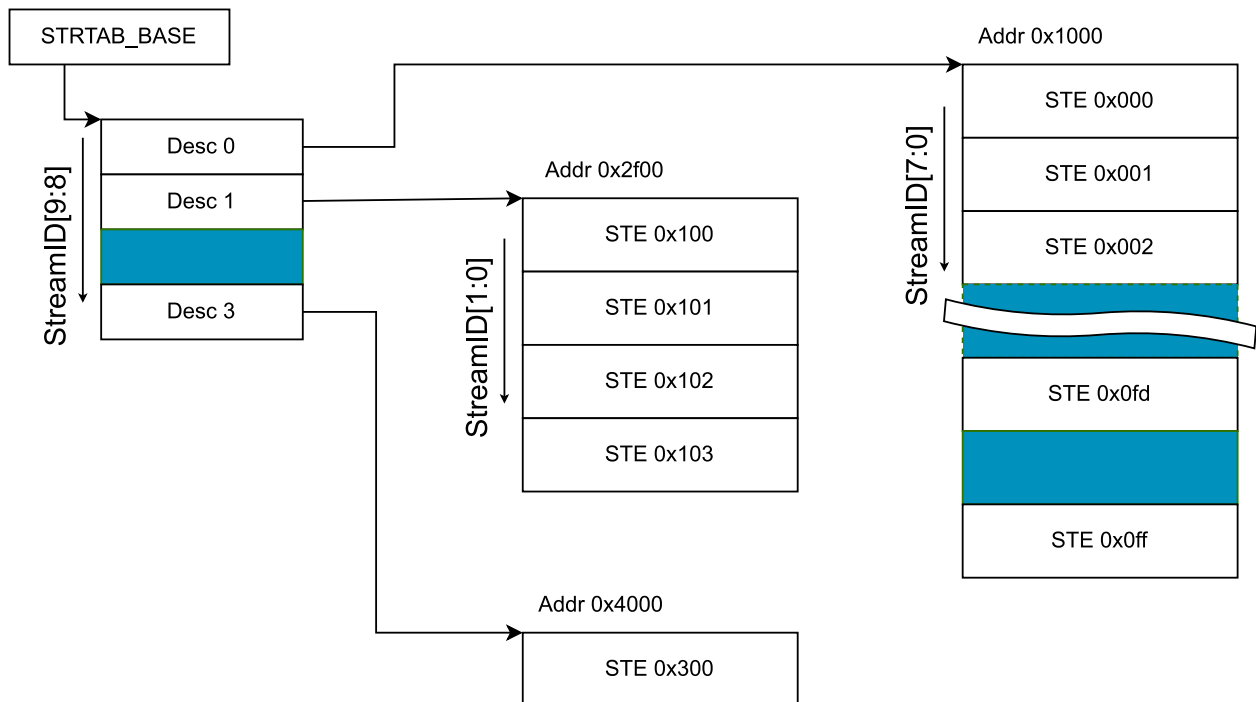 STRTAB_BASE
Desc 0
Desc 1
Desc 3
StreamID[9:8]
Addr 0x2f00
STE 0x100
STE 0x101
STE 0x102
STE 0x103
StreamID[1:0]
Addr 0x4000
STE 0x300
Addr 0x1000
STE 0x000
STE 0x001
STE 0x002
STE 0x0fd
STE 0x0ff
StreamID[7:0]